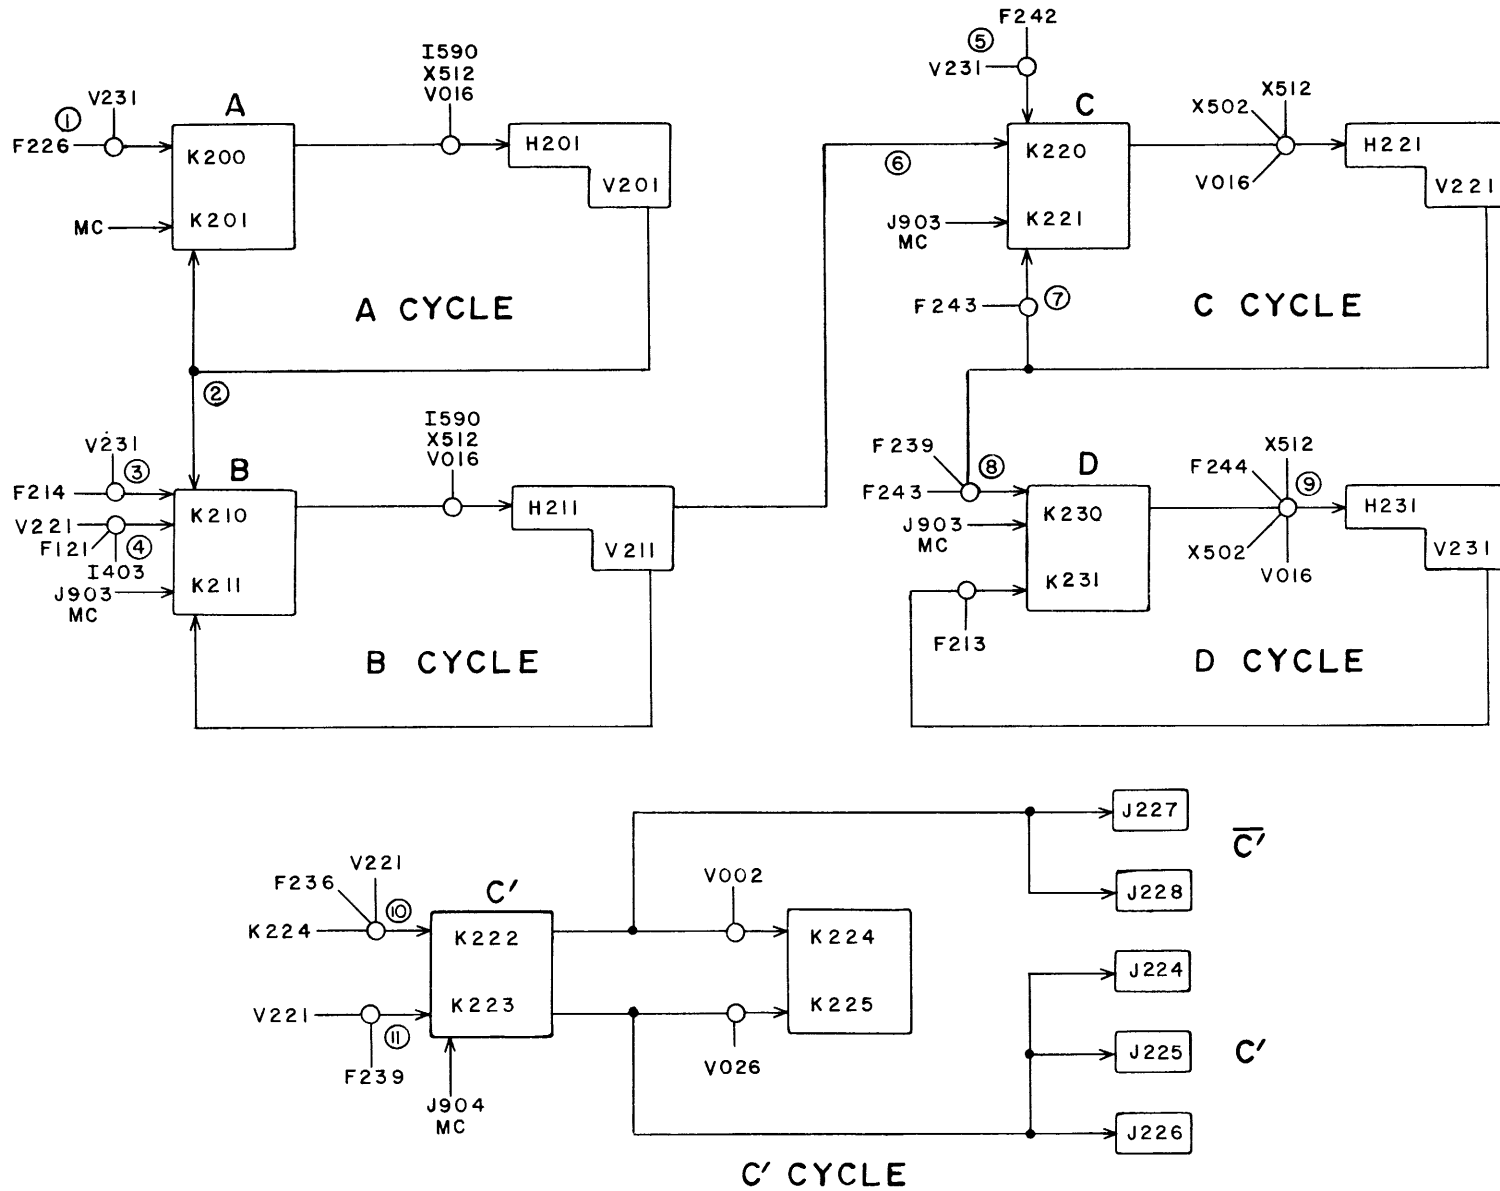 A
V231
①
F226
K200
MC
K201
I590
X512
V016
H201
V201
A CYCLE
②
B
V231
③
F214
V221
F121
④
I403
J903
MC
K210
K211
I590
X512
V016
H211
V211
B CYCLE
F242
⑤
V231
C
⑥
K220
J903
MC
K221
X502
X512
V016
H221
V221
F243
⑦
C CYCLE
F239
⑧
D
F243
K230
J903
MC
K231
F213
X512
F244
⑨
X502
V016
H231
V231
D CYCLE
V221
F236
⑩
C′
K224
K222
V221
K223
⑪
F239
J904
MC
V002
K224
K225
V026
J227
C̅′
J228
J224
J225
C′
J226
C′ CYCLE